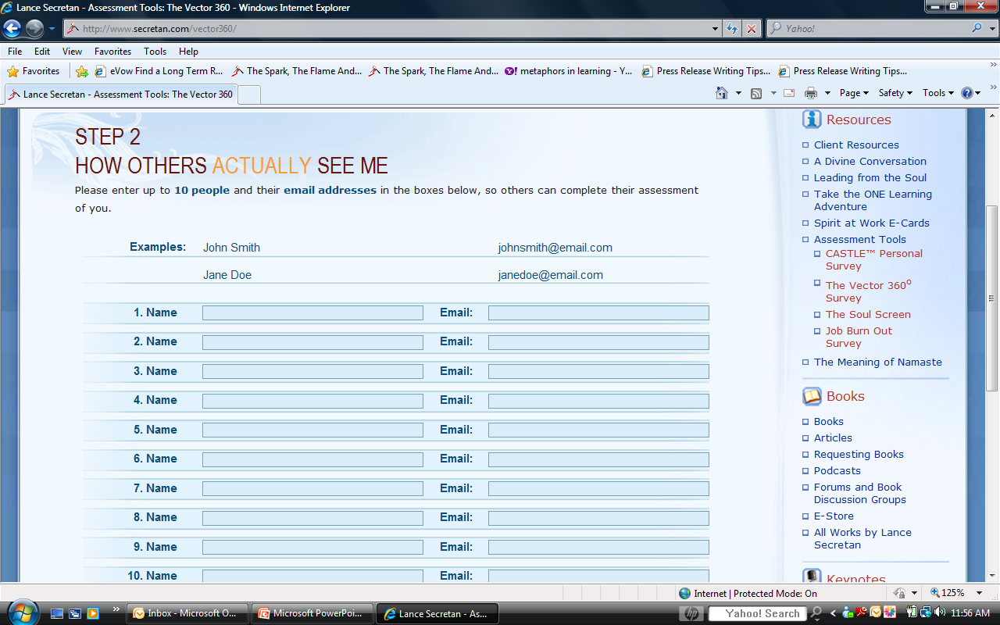 Lance Secretan - Assessment Tools: The Vector 360 - Windows Internet Explorer
http://www.secretan.com/vector360/
Yahoo!
File Edit View Favorites Tools Help
Favorites eVow Find a Long Term R... The Spark, The Flame And... The Spark, The Flame And... metaphors in learning - Y... Press Release Writing Tips... Press Release Writing Tips...
Lance Secretan - Assessment Tools: The Vector 360
Page Safety Tools
STEP 2
HOW OTHERS ACTUALLY SEE ME
Please enter up to 10 people and their email addresses in the boxes below, so others can complete their assessment
of you.
Examples: John Smith johnsmith@email.com
Jane Doe janedoe@email.com
1. Name Email:
2. Name Email:
3. Name Email:
4. Name Email:
5. Name Email:
6. Name Email:
7. Name Email:
8. Name Email:
9. Name Email:
10. Name Email:
Resources
Client Resources
A Divine Conversation
Leading from the Soul
Take the ONE Learning
Adventure
Spirit at Work E-Cards
Assessment Tools
CASTLE™ Personal
Survey
The Vector 360°
Survey
The Soul Screen
Job Burn Out
Survey
The Meaning of Namaste
Books
Books
Articles
Requesting Books
Podcasts
Forums and Book
Discussion Groups
E-Store
All Works by Lance
Secretan
Keynotes
Internet | Protected Mode: On 125%
Inbox - Microsoft O... Microsoft PowerPoi... Lance Secretan - As... hp Yahoo! Search 11:56 AM